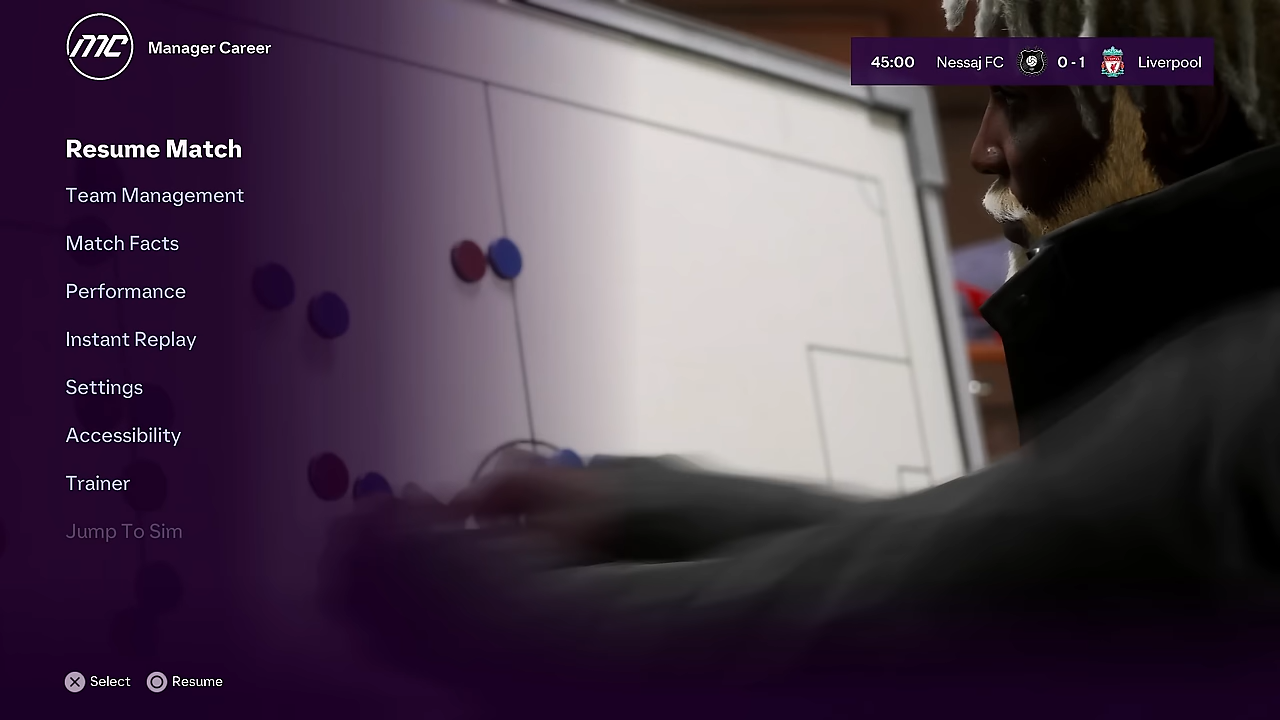 MC Manager Career
45:00 Nessaj FC 0 - 1 Liverpool
Resume Match
Team Management
Match Facts
Performance
Instant Replay
Settings
Accessibility
Trainer
Jump To Sim
Select Resume